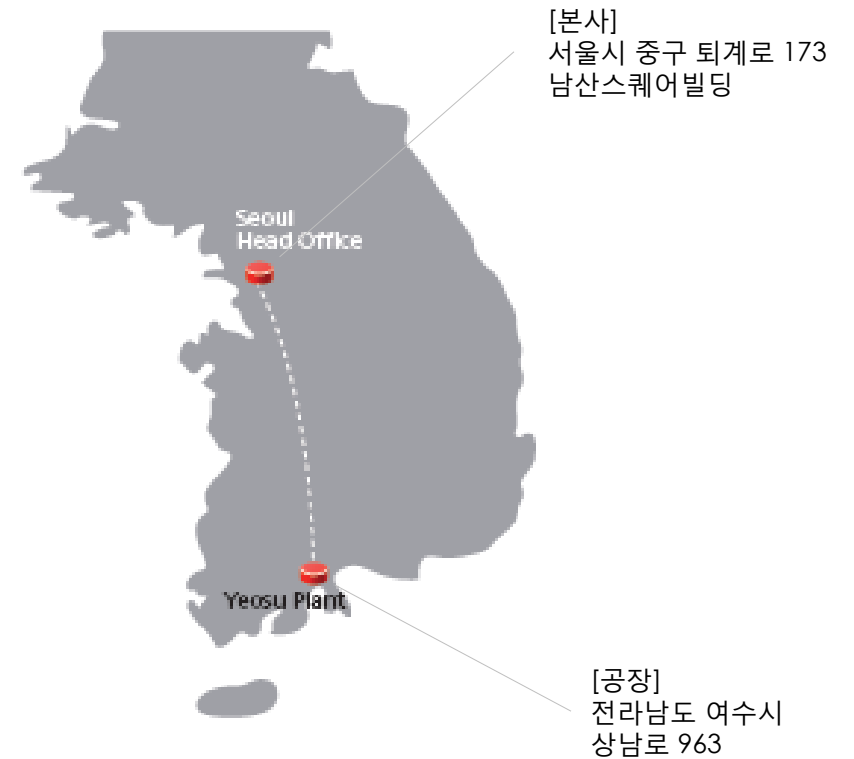 [본사]
서울시 중구 퇴계로 173
남산스퀘어빌딩
Seoul
Head Office
Yeosu Plant
[공장]
전라남도 여수시
상남로 963